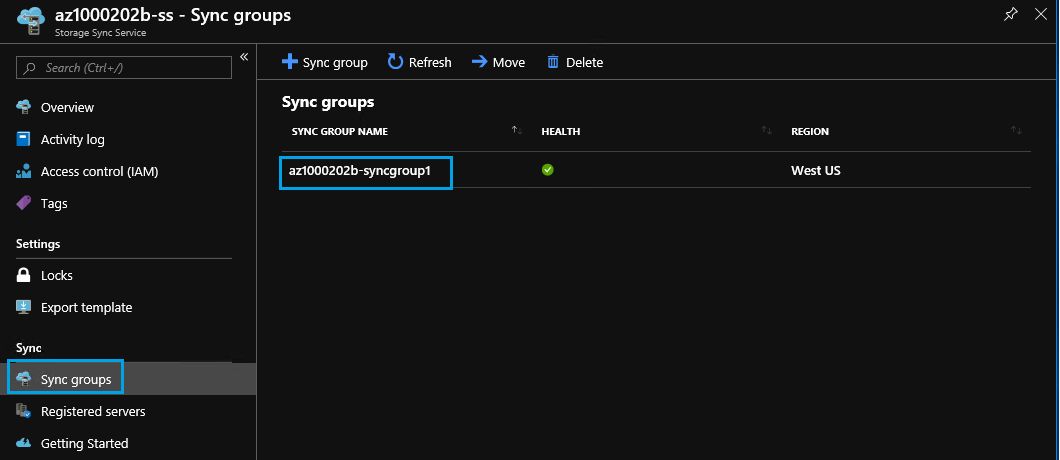 az1000202b-ss - Sync groups
Storage Sync Service
Search (Ctrl+/)
«
Overview
Activity log
Access control (IAM)
Tags
Settings
Locks
Export template
Sync
Sync groups
Registered servers
Getting Started
Sync group Refresh Move Delete
Sync groups
SYNC GROUP NAME HEALTH REGION
az1000202b-syncgroup1 West US